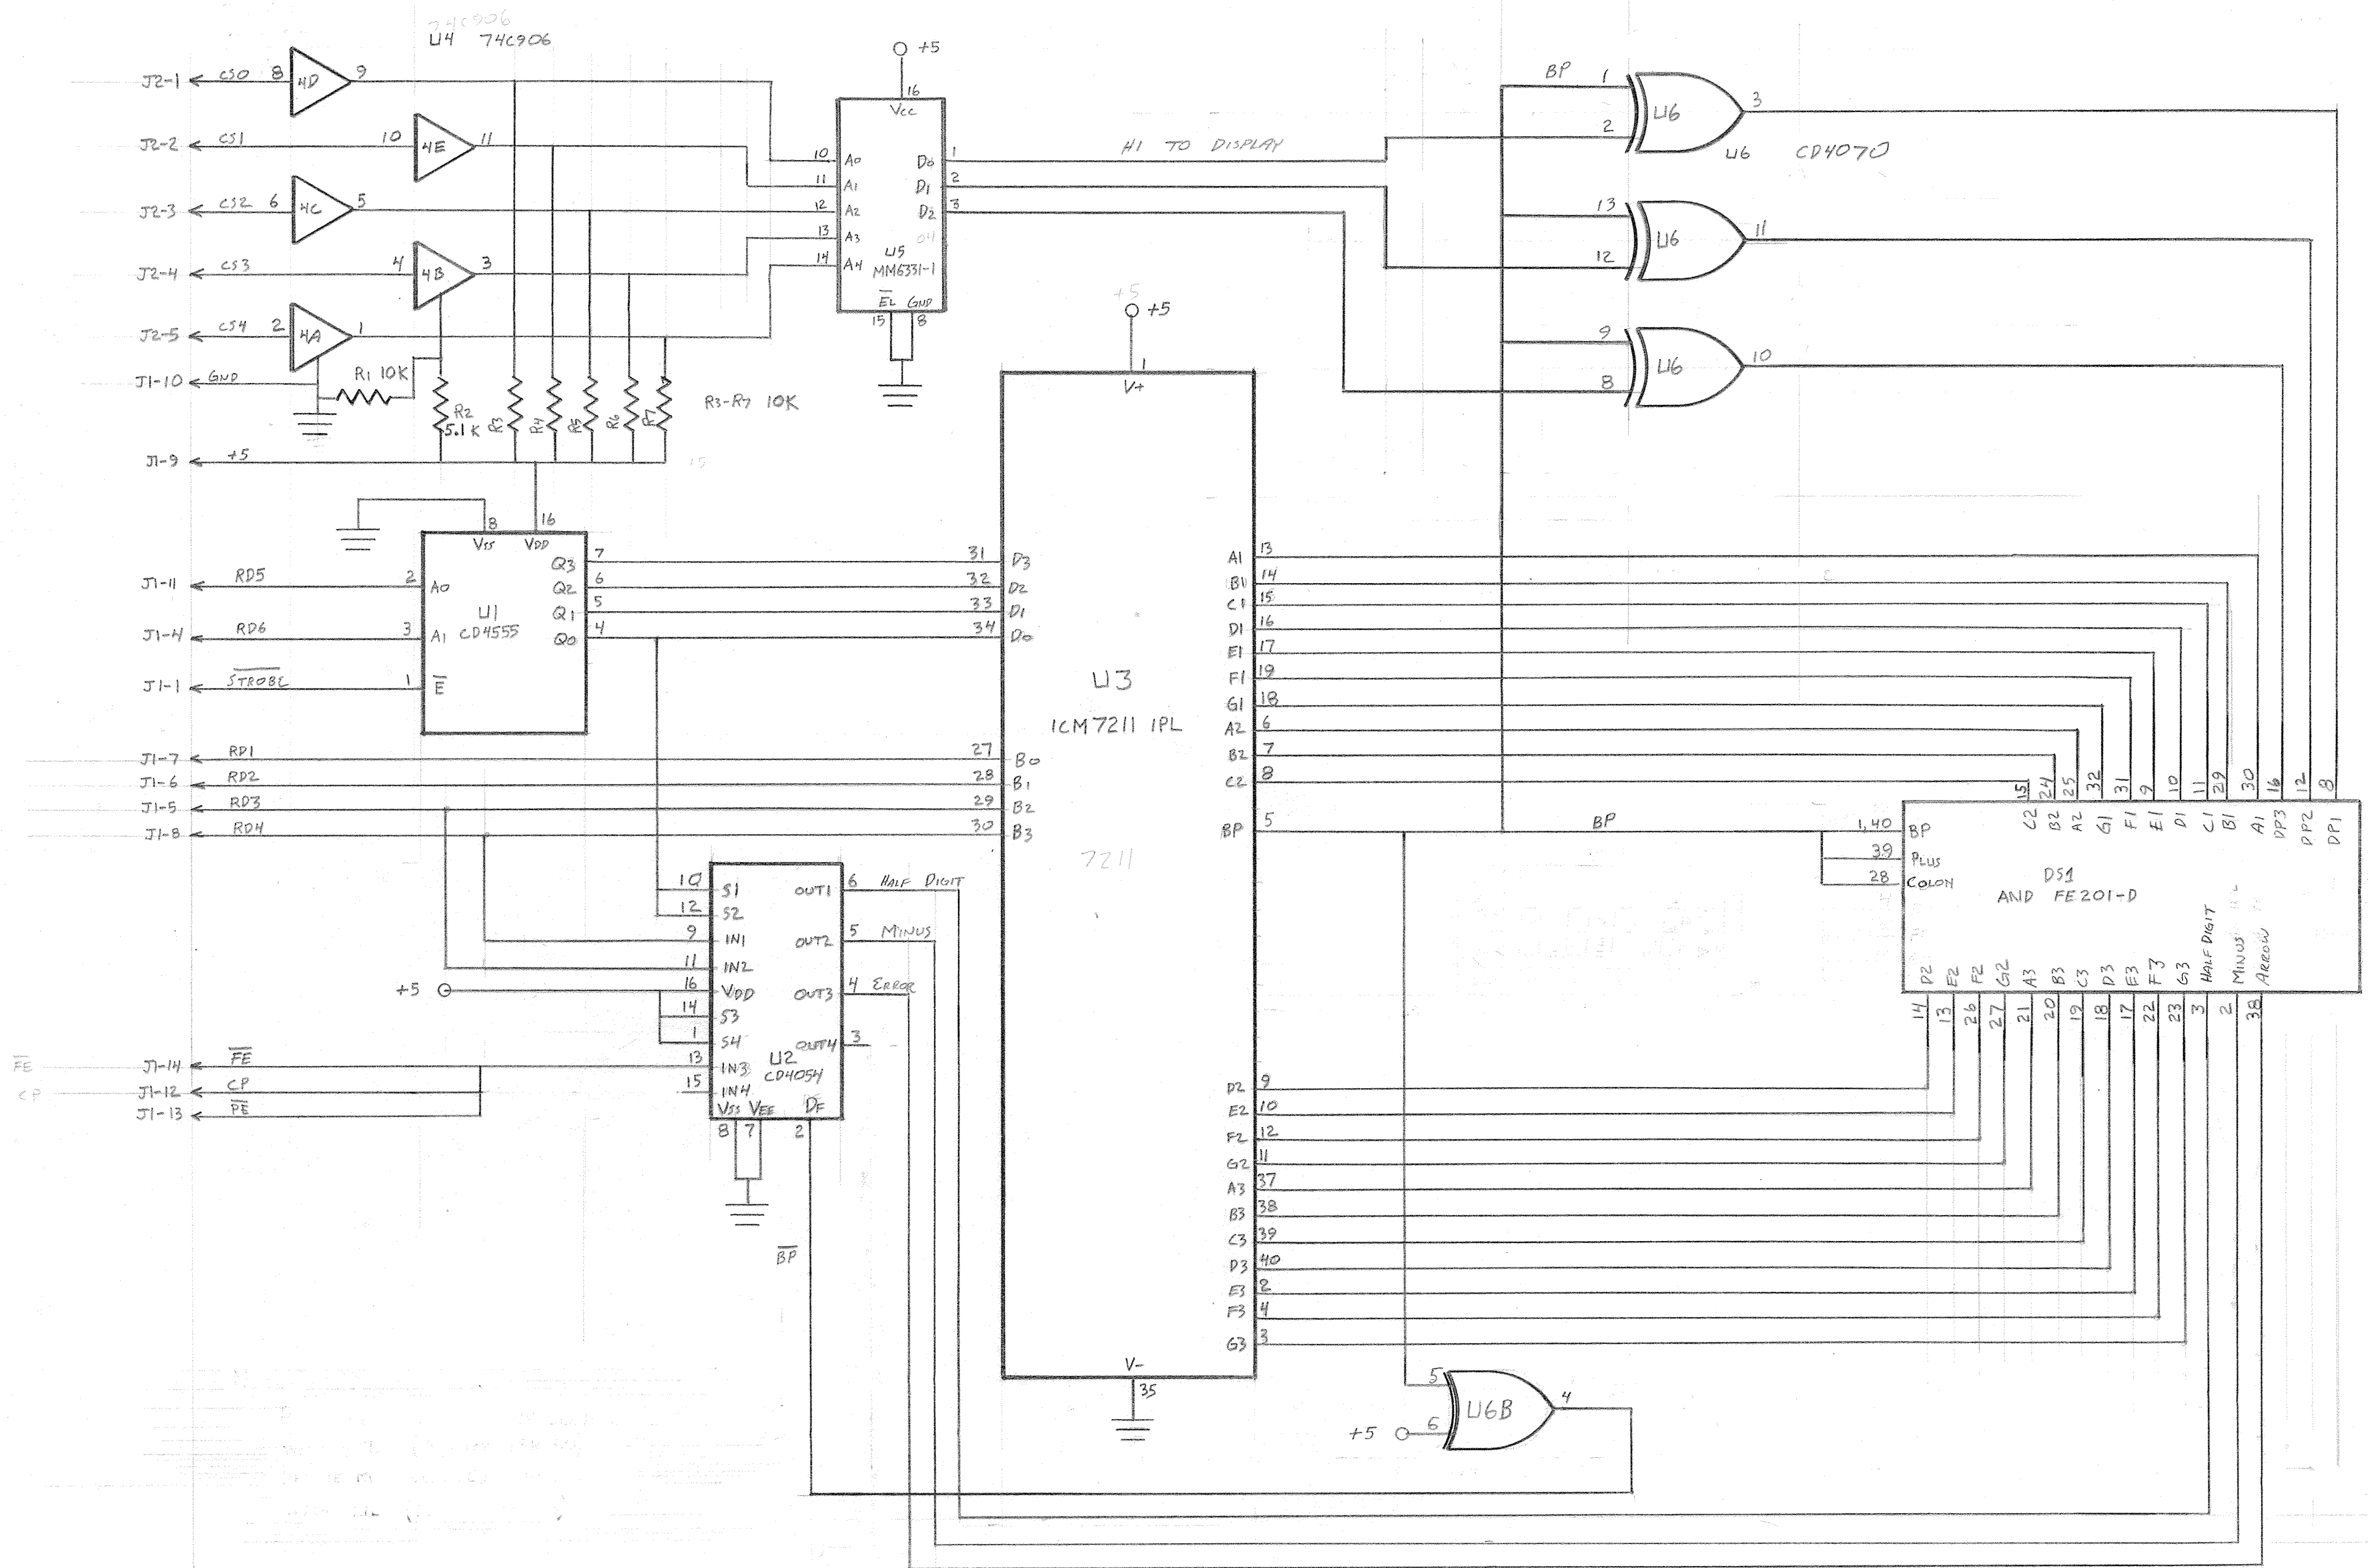 74C906
U4 74C906
J2-1 CS0 8 4D 9
J2-2 CS1 10 4E 11
J2-3 CS2 6 4C 5
J2-4 CS3 4 4B 3
J2-5 CS4 2 4A 1
J1-10 GND
R1 10K
R2
5.1K
R3 R4 R5 R6 R7
R3-R7 10K
J1-9 +5
+5
+5
16
VCC
10 A0 D0 1
11 A1 D1 2
12 A2 D2 3
13 A3 04
14 A4
U5
MM6331-1
EL GND
15 8
HI TO DISPLAY
BP 1
2
U6
3
U6 CD4070
13
12
U6
11
9
8
U6
10
8 16
VSS VDD
J1-11 RD5 2 A0
J1-4 RD6 3 A1
J1-1 STROBE 1 E
U1
CD4555
Q3 7
Q2 6
Q1 5
Q0 4
J1-7 RD1
J1-6 RD2
J1-5 RD3
J1-8 RD4
+5
+5
1
V+
31 D3
32 D2
33 D1
34 D0
27 B0
28 B1
29 B2
30 B3
U3
ICM7211 IPL
7211
A1 13
B1 14
C1 15
D1 16
E1 17
F1 19
G1 18
A2 6
B2 7
C2 8
BP 5
BP
D2 9
E2 10
F2 12
G2 11
A3 37
B3 38
C3 39
D3 40
E3 2
F3 4
G3 3
V-
35
10 S1 OUT1 6 HALF DIGIT
12 S2
9 IN1 OUT2 5 MINUS
11 IN2
+5 16 VDD OUT3 4 ERROR
14 S3
1 S4 OUT4 3
13 IN3
15 IN4
U2
CD4054
VSS VEE DF
8 7 2
FE J1-14 FE
CP J1-12 CP
J1-13 PE
BP
5
+5 6
U6B
4
15 24 25 32 31 9 10 11 29 30 16 12 8
C2 B2 A2 G1 F1 E1 D1 C1 B1 A1 DP3 DP2 DP1
1,40 BP
39 PLUS
28 COLON
DS1
AND FE201-D
D2 E2 F2 G2 A3 B3 C3 D3 E3 F3 G3 HALF DIGIT MINUS ARROW
14 13 26 27 21 20 19 18 17 22 23 3 2 38